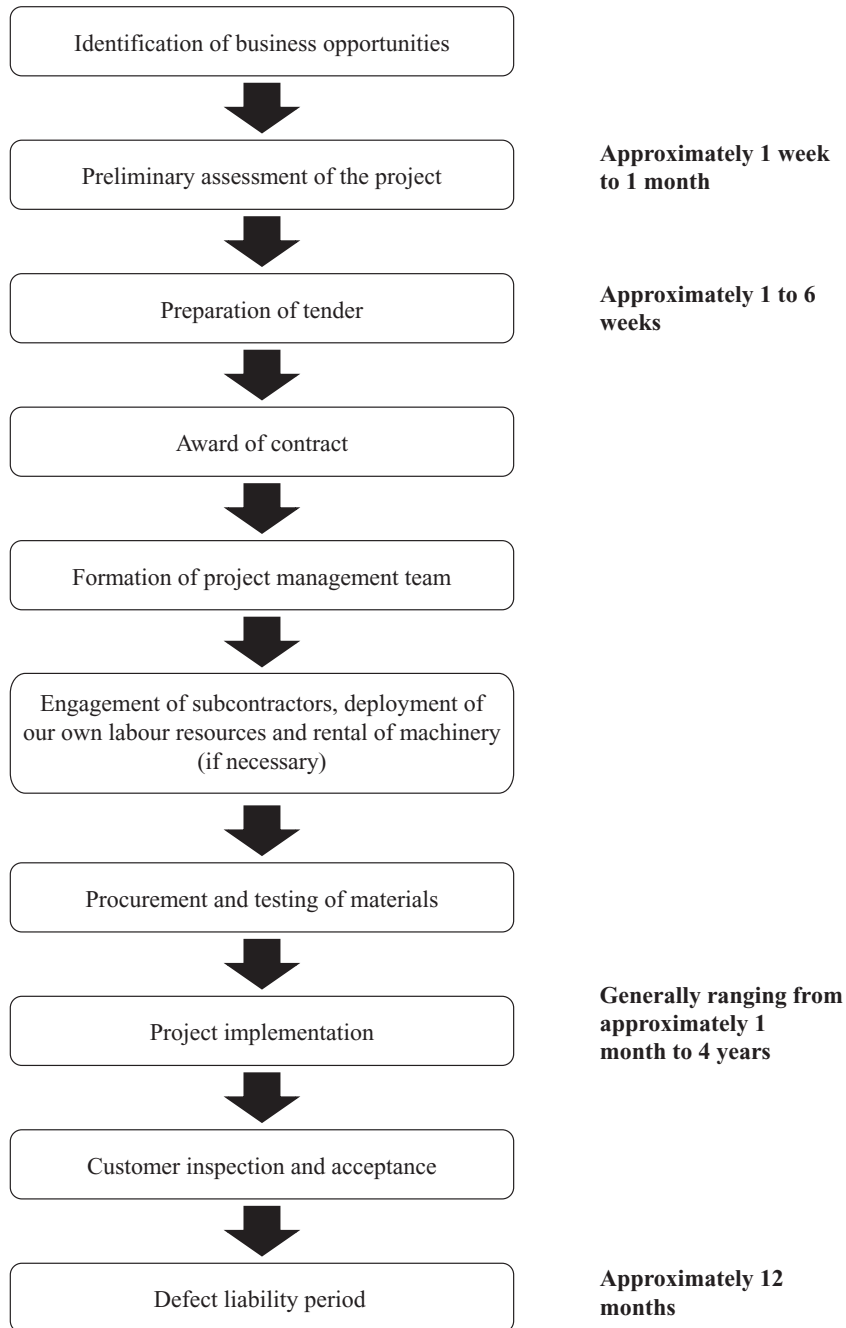 Identification of business opportunities
Preliminary assessment of the project
Approximately 1 week
to 1 month
Preparation of tender
Approximately 1 to 6
weeks
Award of contract
Formation of project management team
Engagement of subcontractors, deployment of
our own labour resources and rental of machinery
(if necessary)
Procurement and testing of materials
Project implementation
Generally ranging from
approximately 1
month to 4 years
Customer inspection and acceptance
Defect liability period
Approximately 12
months